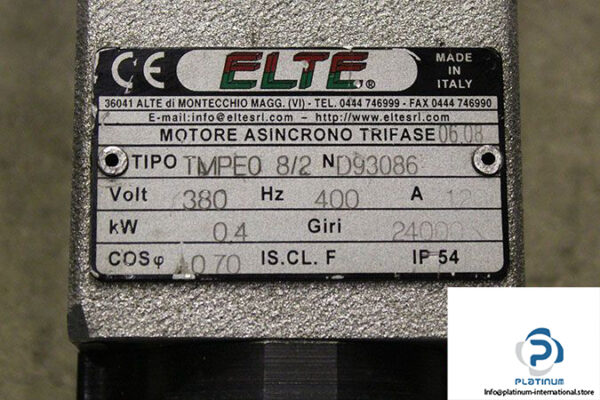 CE ELTE ® MADE IN ITALY
36041 ALTE di MONTECCHIO MAGG. (VI) - TEL. 0444 746999 - FAX 0444 746990
E-mail:info@eltesrl.com - http://www.eltesrl.com
MOTORE ASINCRONO TRIFASE 06.08
TIPO TMPE0 8/2 N D93086
Volt 380 Hz 400 A
kW 0.4 Giri 24000
COS φ 0.70 IS.CL. F IP 54
PLATINUM
Info@platinum-international.store